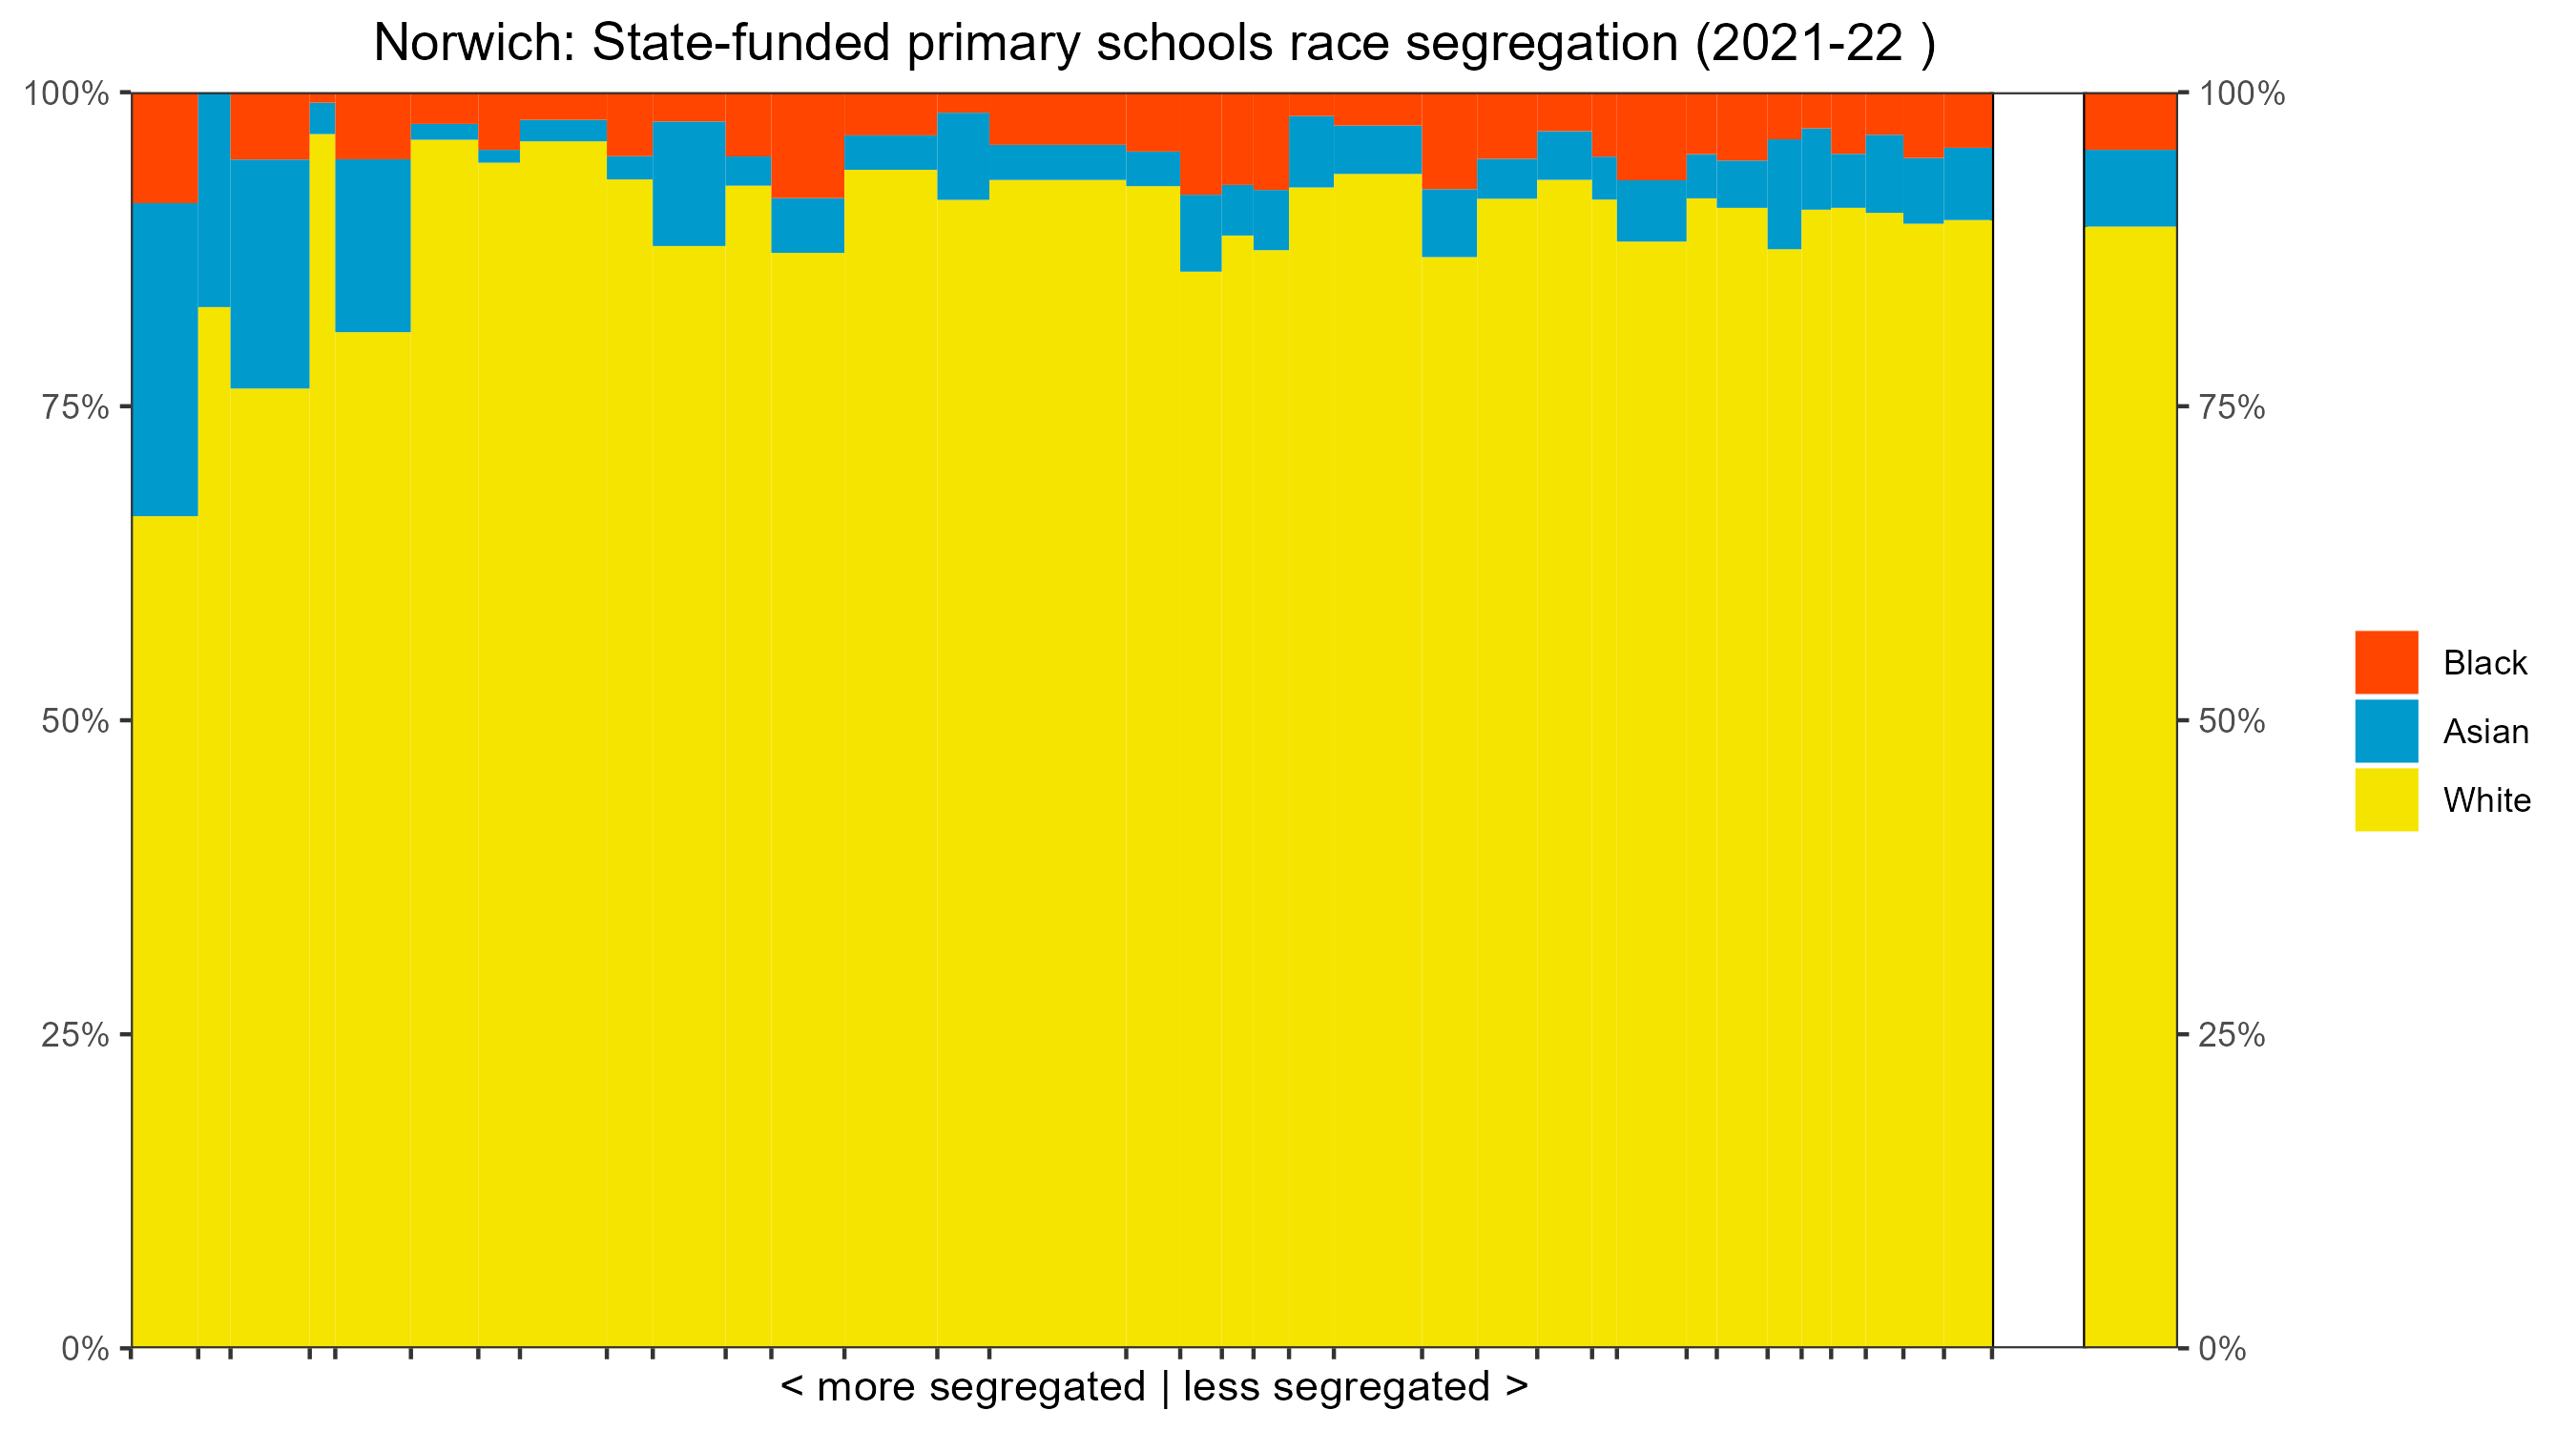 Norwich: State-funded primary schools race segregation (2021-22 )
100%
75%
50%
25%
0%
100%
75%
50%
25%
0%
Black
Asian
White
< more segregated | less segregated >